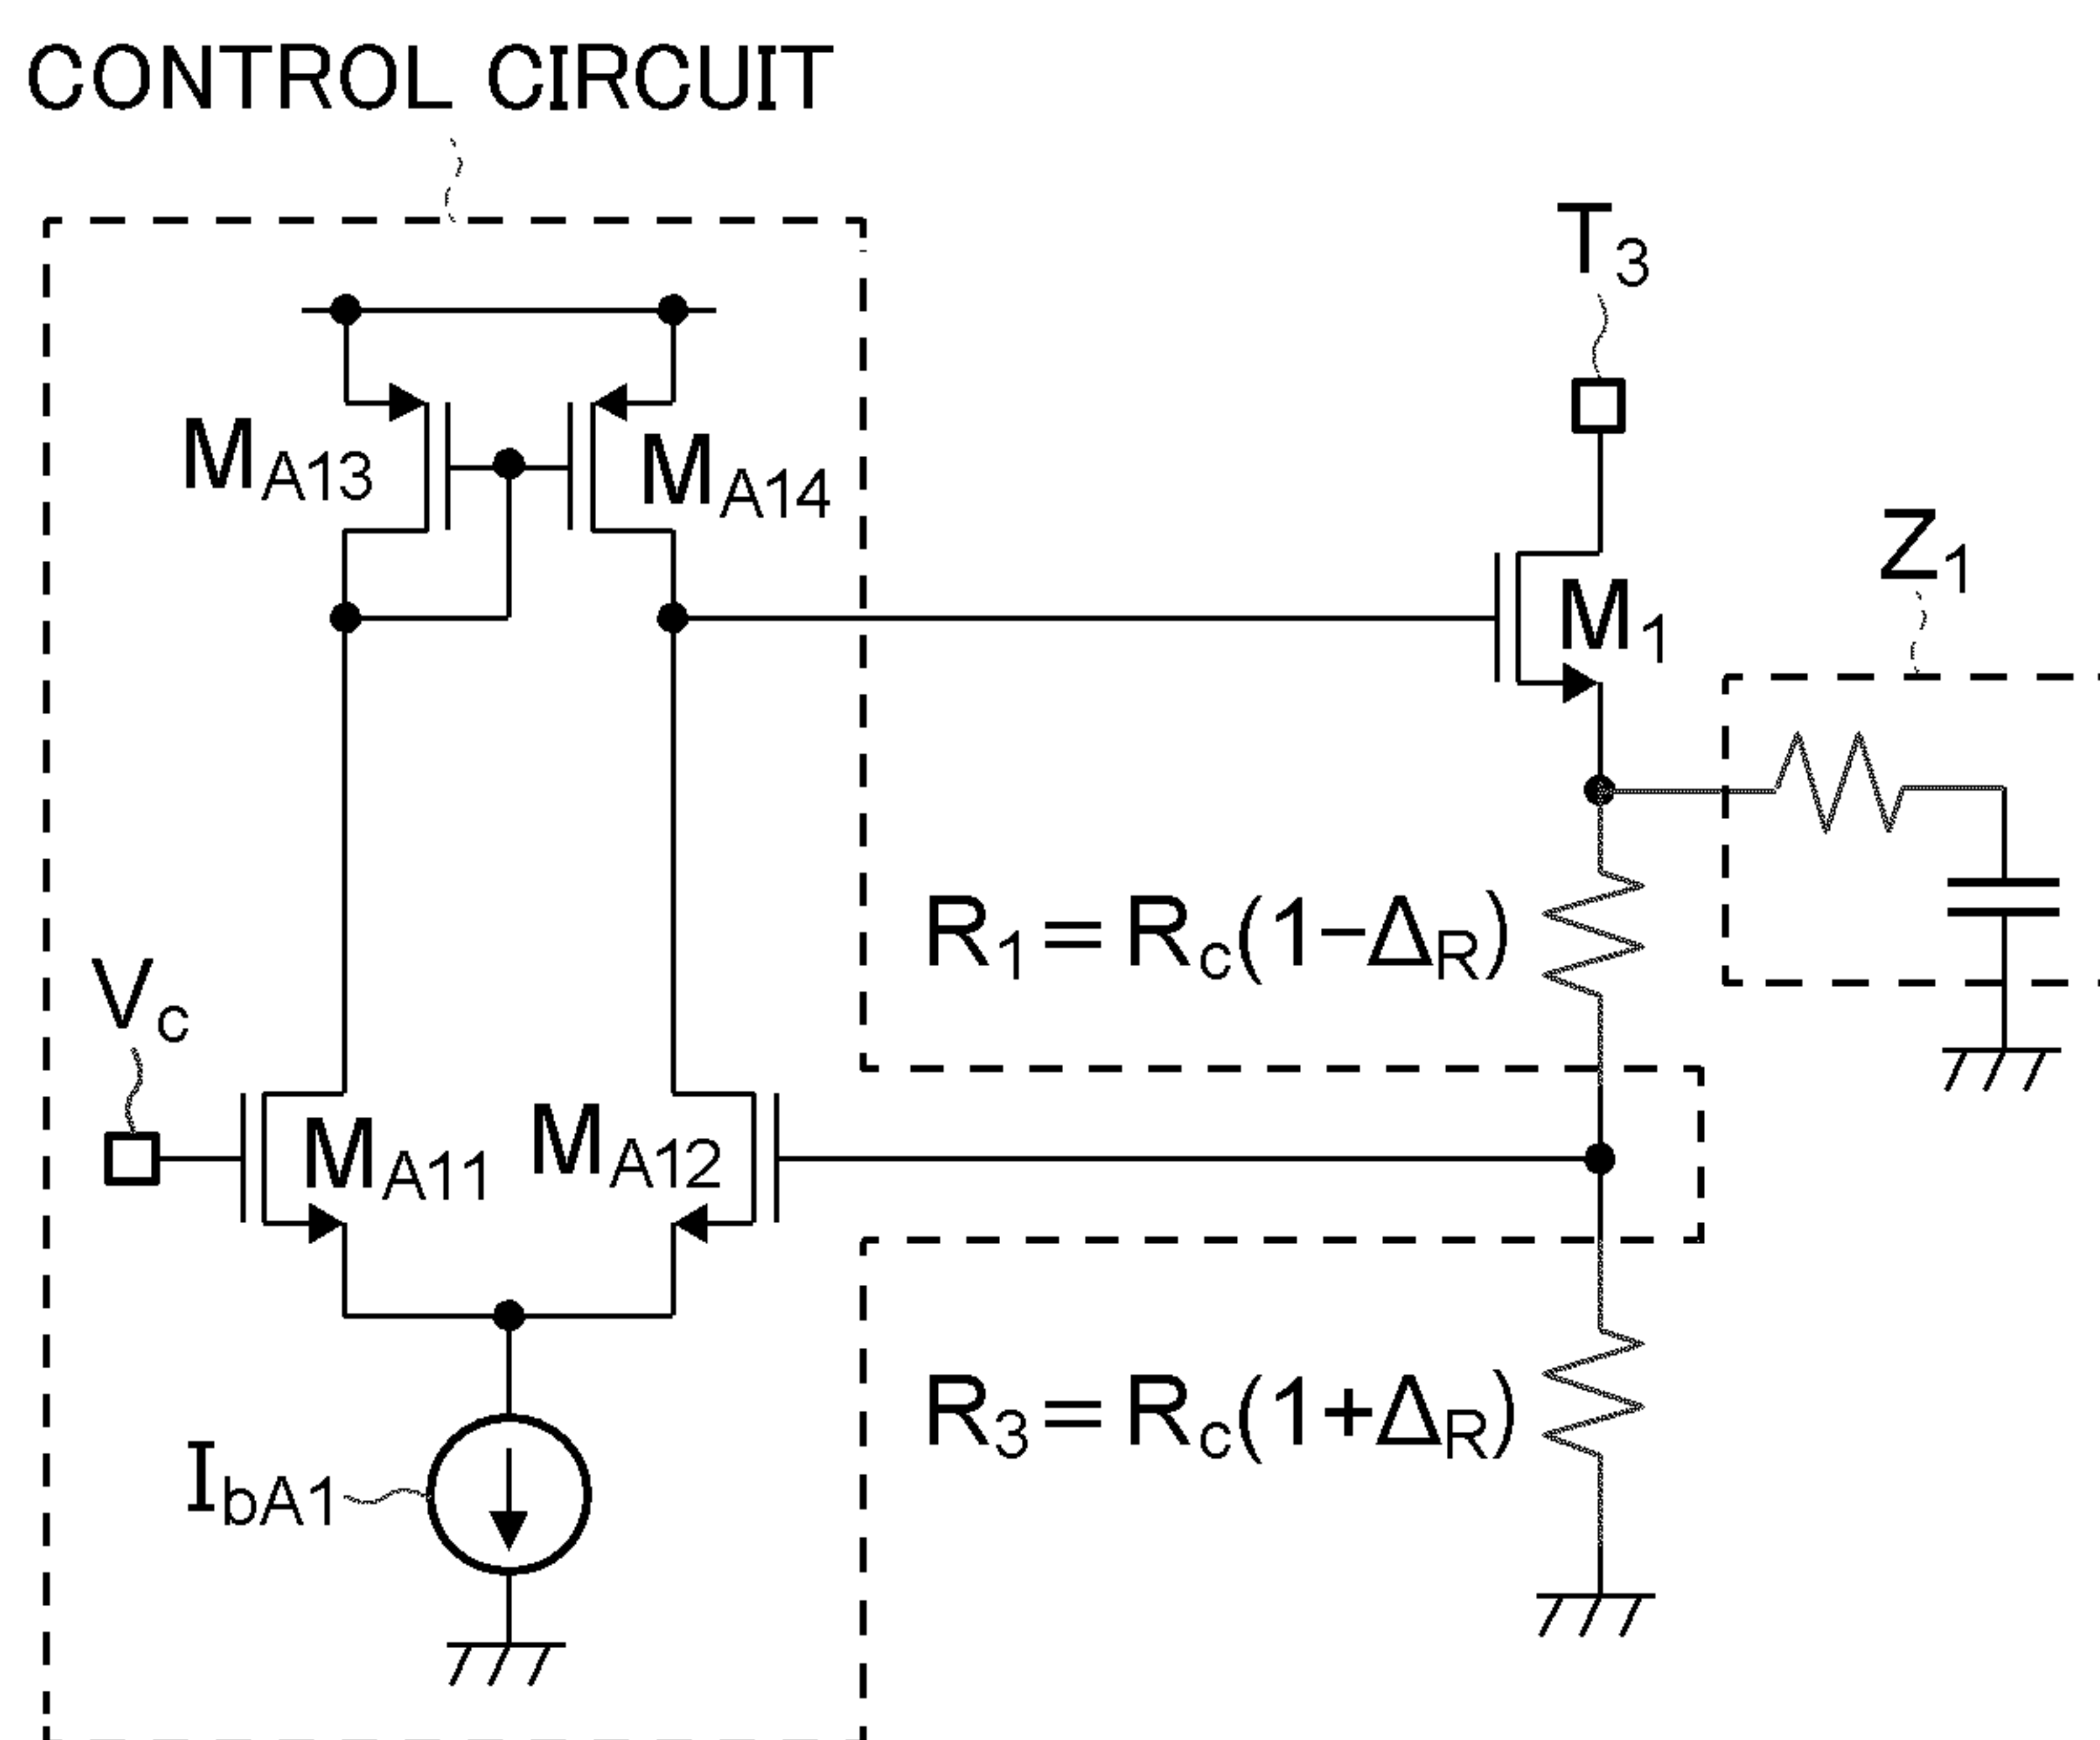 CONTROL CIRCUIT
T3
MA13
MA14
Z1
M1
R1=Rc(1−ΔR)
Vc
MA11
MA12
R3=Rc(1+ΔR)
IbA1